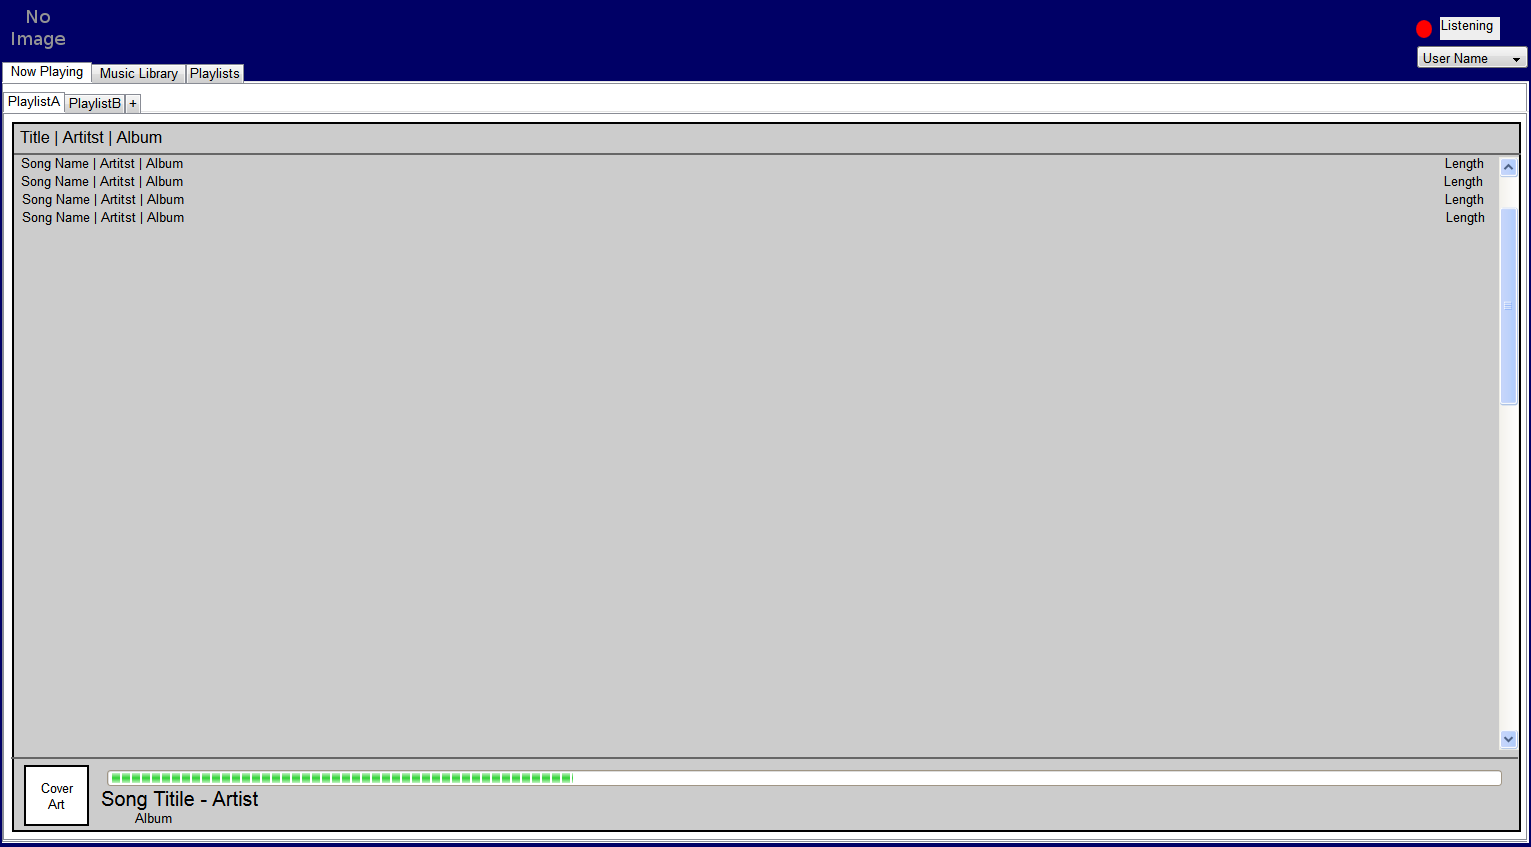 No
Image
Listening
User Name
Now Playing Music Library Playlists
PlaylistA PlaylistB +
Title | Artitst | Album
Song Name | Artitst | Album Length
Song Name | Artitst | Album Length
Song Name | Artitst | Album Length
Song Name | Artitst | Album Length
Cover
Art
Song Titile - Artist
Album